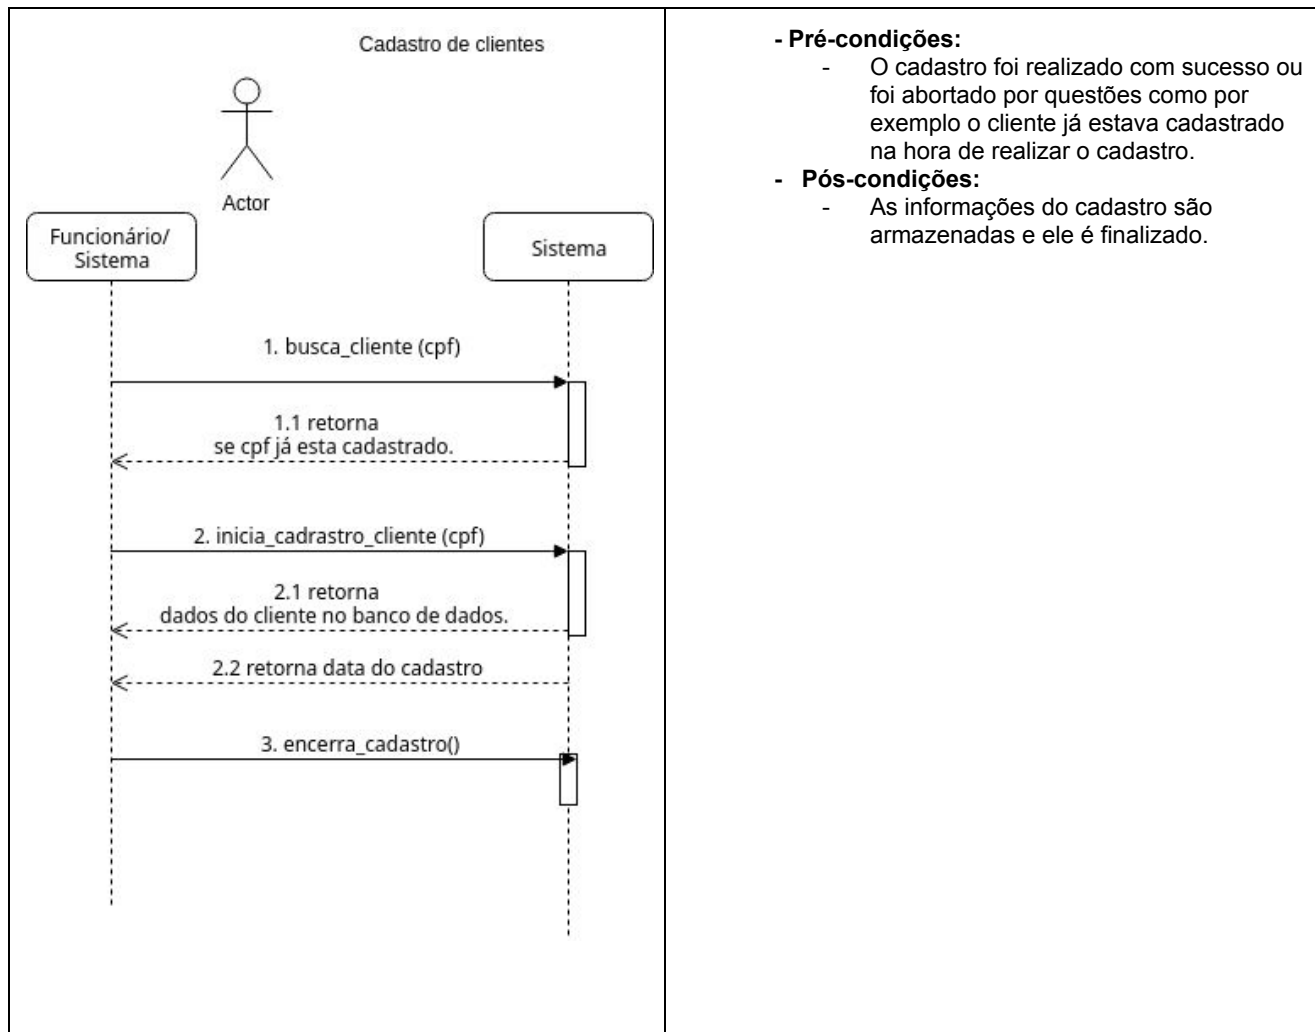 Cadastro de clientes
Actor
Funcionário/
Sistema
Sistema
1. busca_cliente (cpf)
1.1 retorna
se cpf já esta cadastrado.
2. inicia_cadrastro_cliente (cpf)
2.1 retorna
dados do cliente no banco de dados.
2.2 retorna data do cadastro
3. encerra_cadastro()
- Pré-condições:
- O cadastro foi realizado com sucesso ou
foi abortado por questões como por
exemplo o cliente já estava cadastrado
na hora de realizar o cadastro.
- Pós-condições:
- As informações do cadastro são
armazenadas e ele é finalizado.